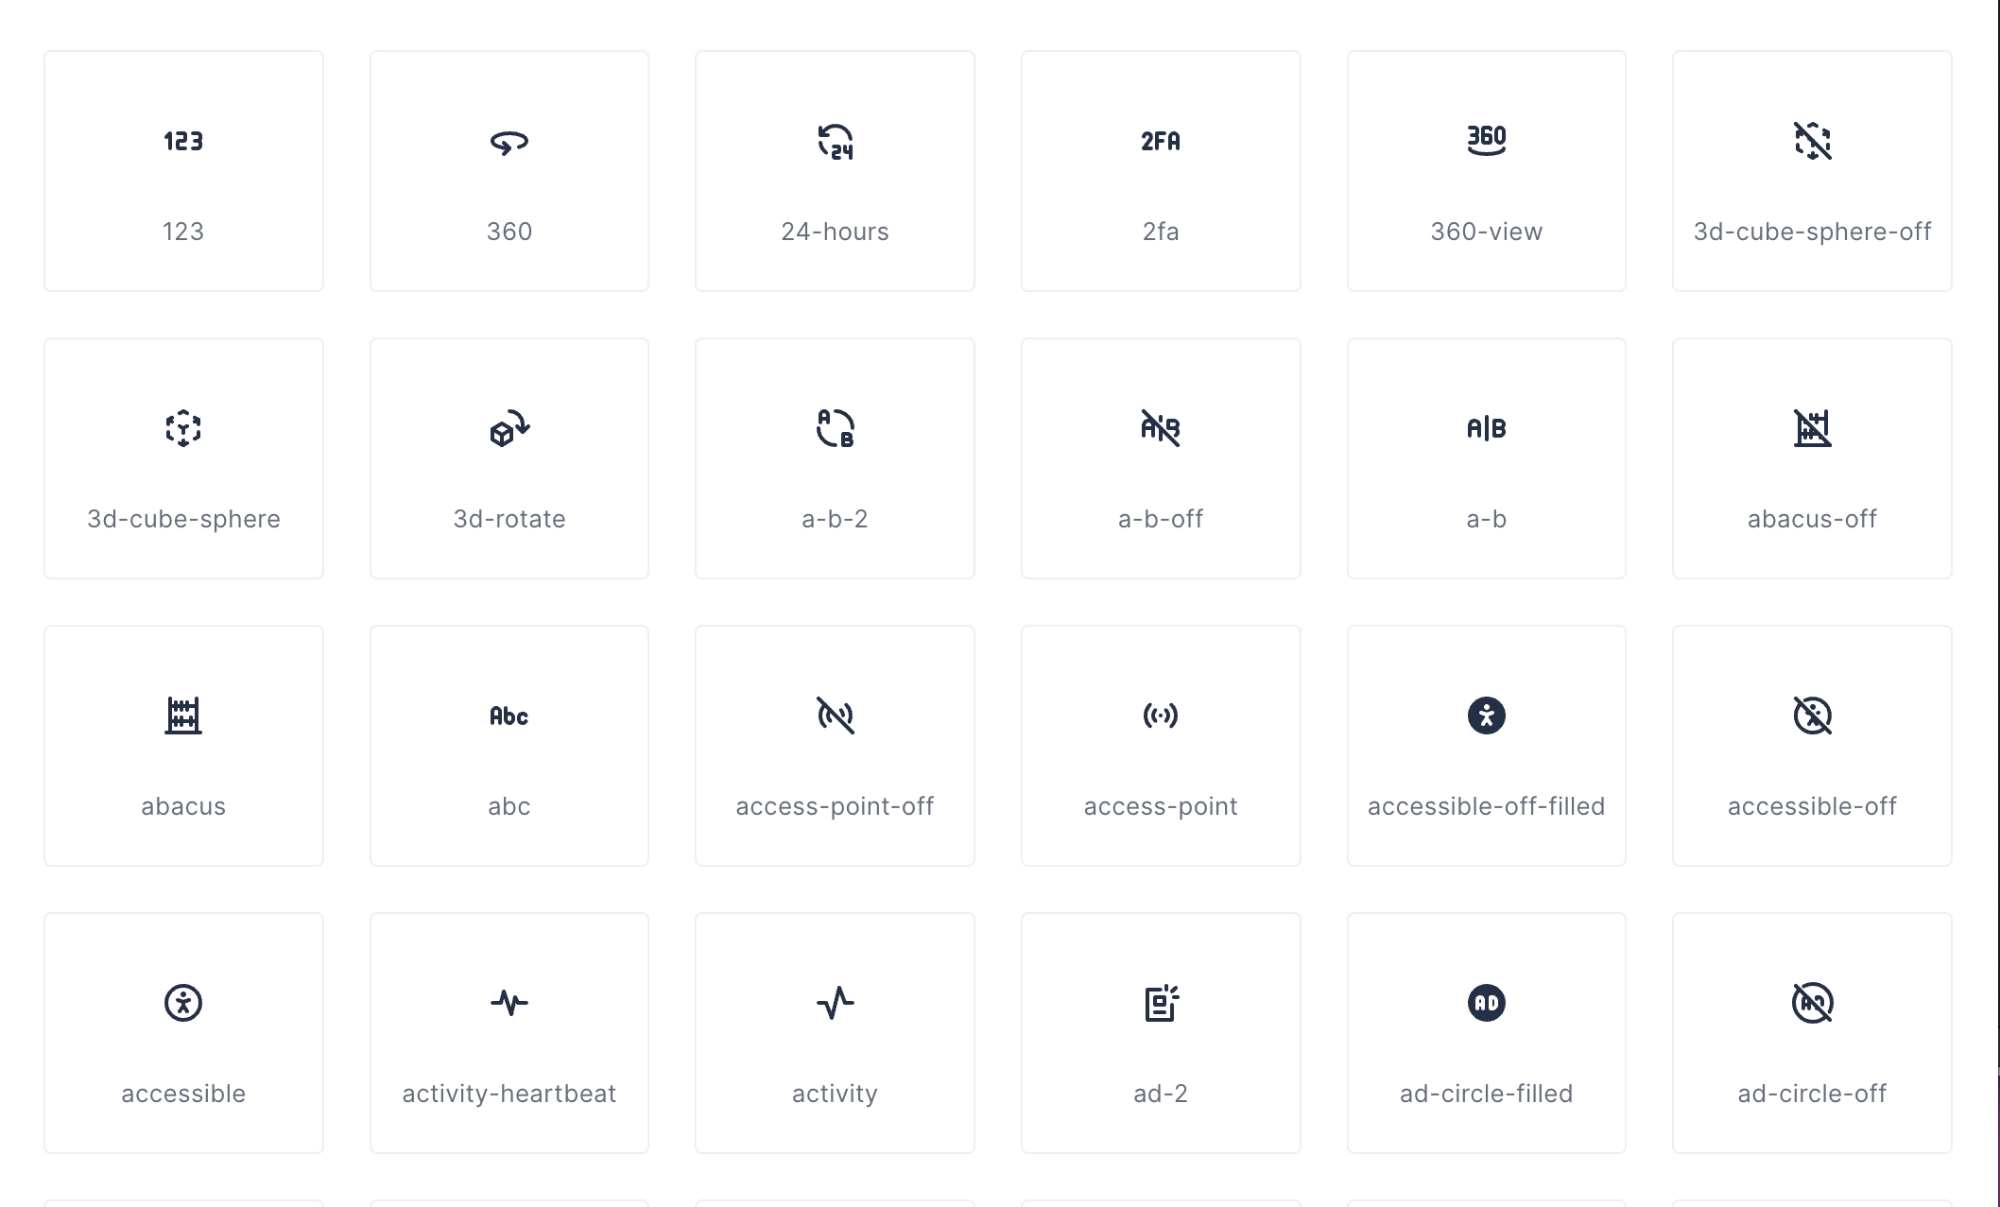 123
360
24
2FA
360
123
360
24-hours
2fa
360-view
3d-cube-sphere-off
A
B
A|B
A|B
3d-cube-sphere
3d-rotate
a-b-2
a-b-off
a-b
abacus-off
Abc
abacus
abc
access-point-off
access-point
accessible-off-filled
accessible-off
AD
AD
accessible
activity-heartbeat
activity
ad-2
ad-circle-filled
ad-circle-off